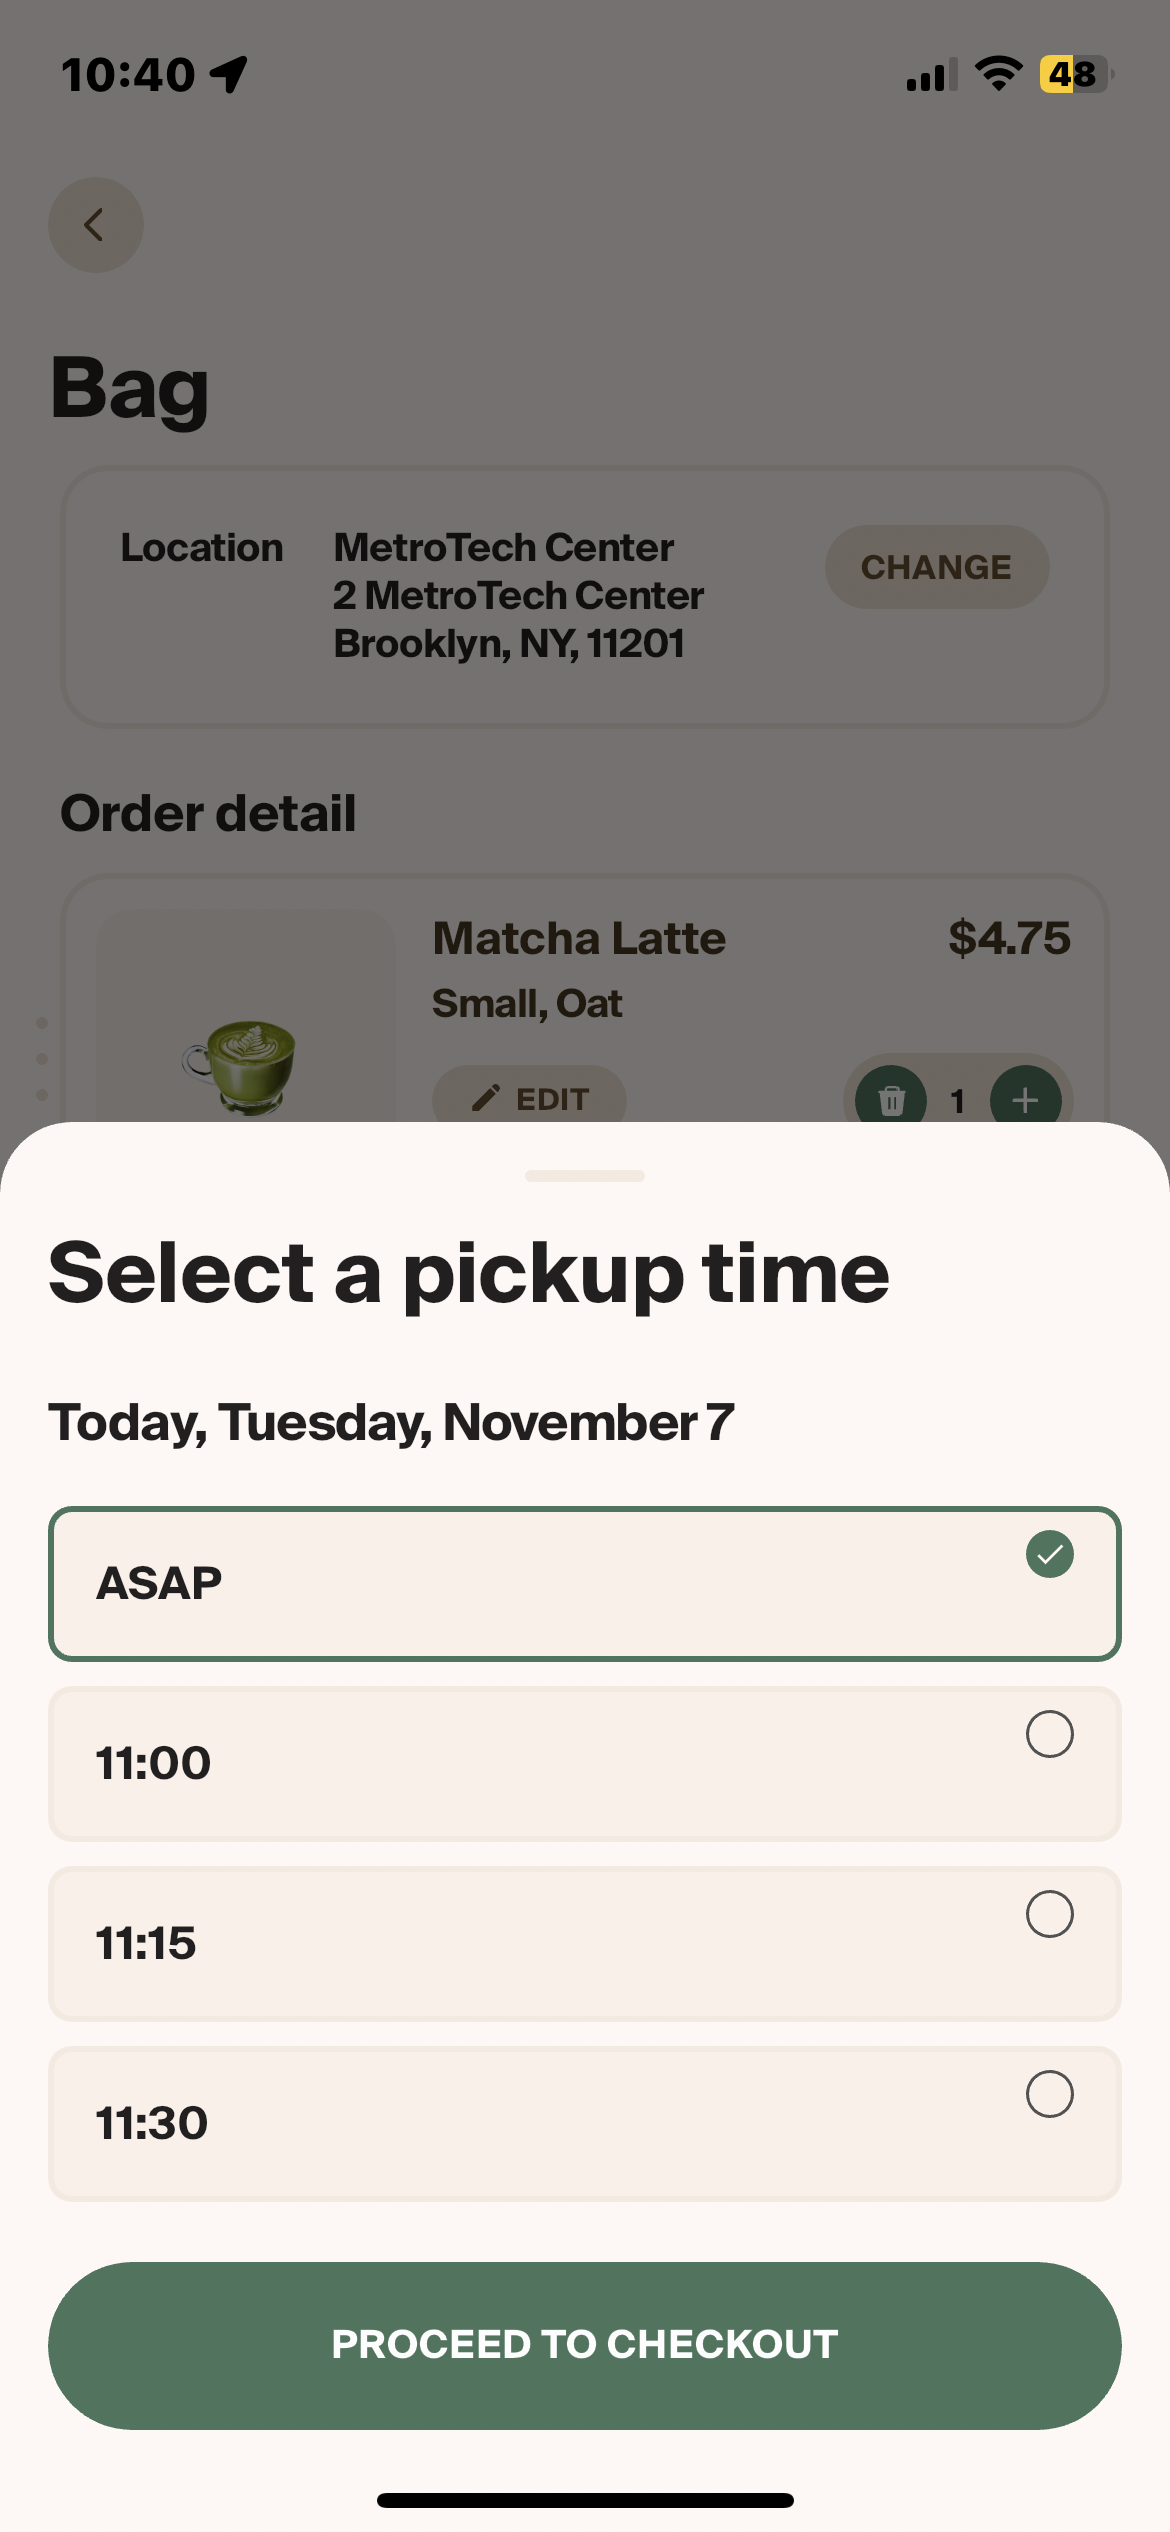 10:40
48
Bag
Location
MetroTech Center
2 MetroTech Center
Brooklyn, NY, 11201
CHANGE
Order detail
Matcha Latte
$4.75
Small, Oat
EDIT
1
Select a pickup time
Today, Tuesday, November 7
ASAP
11:00
11:15
11:30
PROCEED TO CHECKOUT